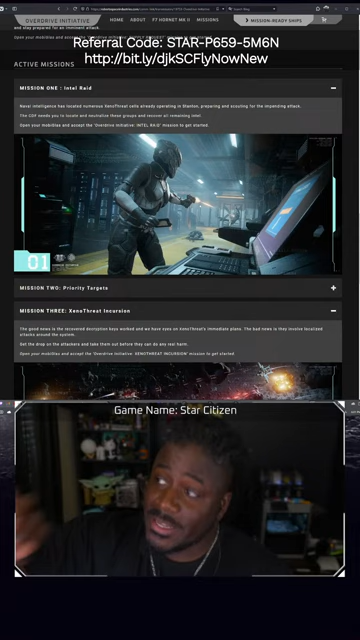 OVERDRIVE INITIATIVE
HOME
ABOUT
F7 HORNET MK II
MISSIONS
MISSION-READY SHIPS
Referral Code: STAR-P659-5M6N
http://bit.ly/djkSCFlyNowNew
ACTIVE MISSIONS
MISSION ONE : Intel Raid
Naval Intelligence has located numerous XenoThreat cells already operating in Stanton, preparing and scouting for the impending attack.
The CDF needs you to locate and neutralize these groups and recover all remaining intel.
Open your mobiGlas and accept the 'Overdrive Initiative: INTEL RAID' mission to get started.
01
MISSION TWO: Priority Targets
MISSION THREE: XenoThreat Incursion
The good news is the recovered decryption keys worked and we have eyes on XenoThreat's immediate plans. The bad news is they involve localized
attacks around the system.
Get the drop on the attackers and take them out before they can do any real harm.
Open your mobiGlas and accept the 'Overdrive Initiative: XENOTHREAT INCURSION' mission to get started.
Game Name: Star Citizen